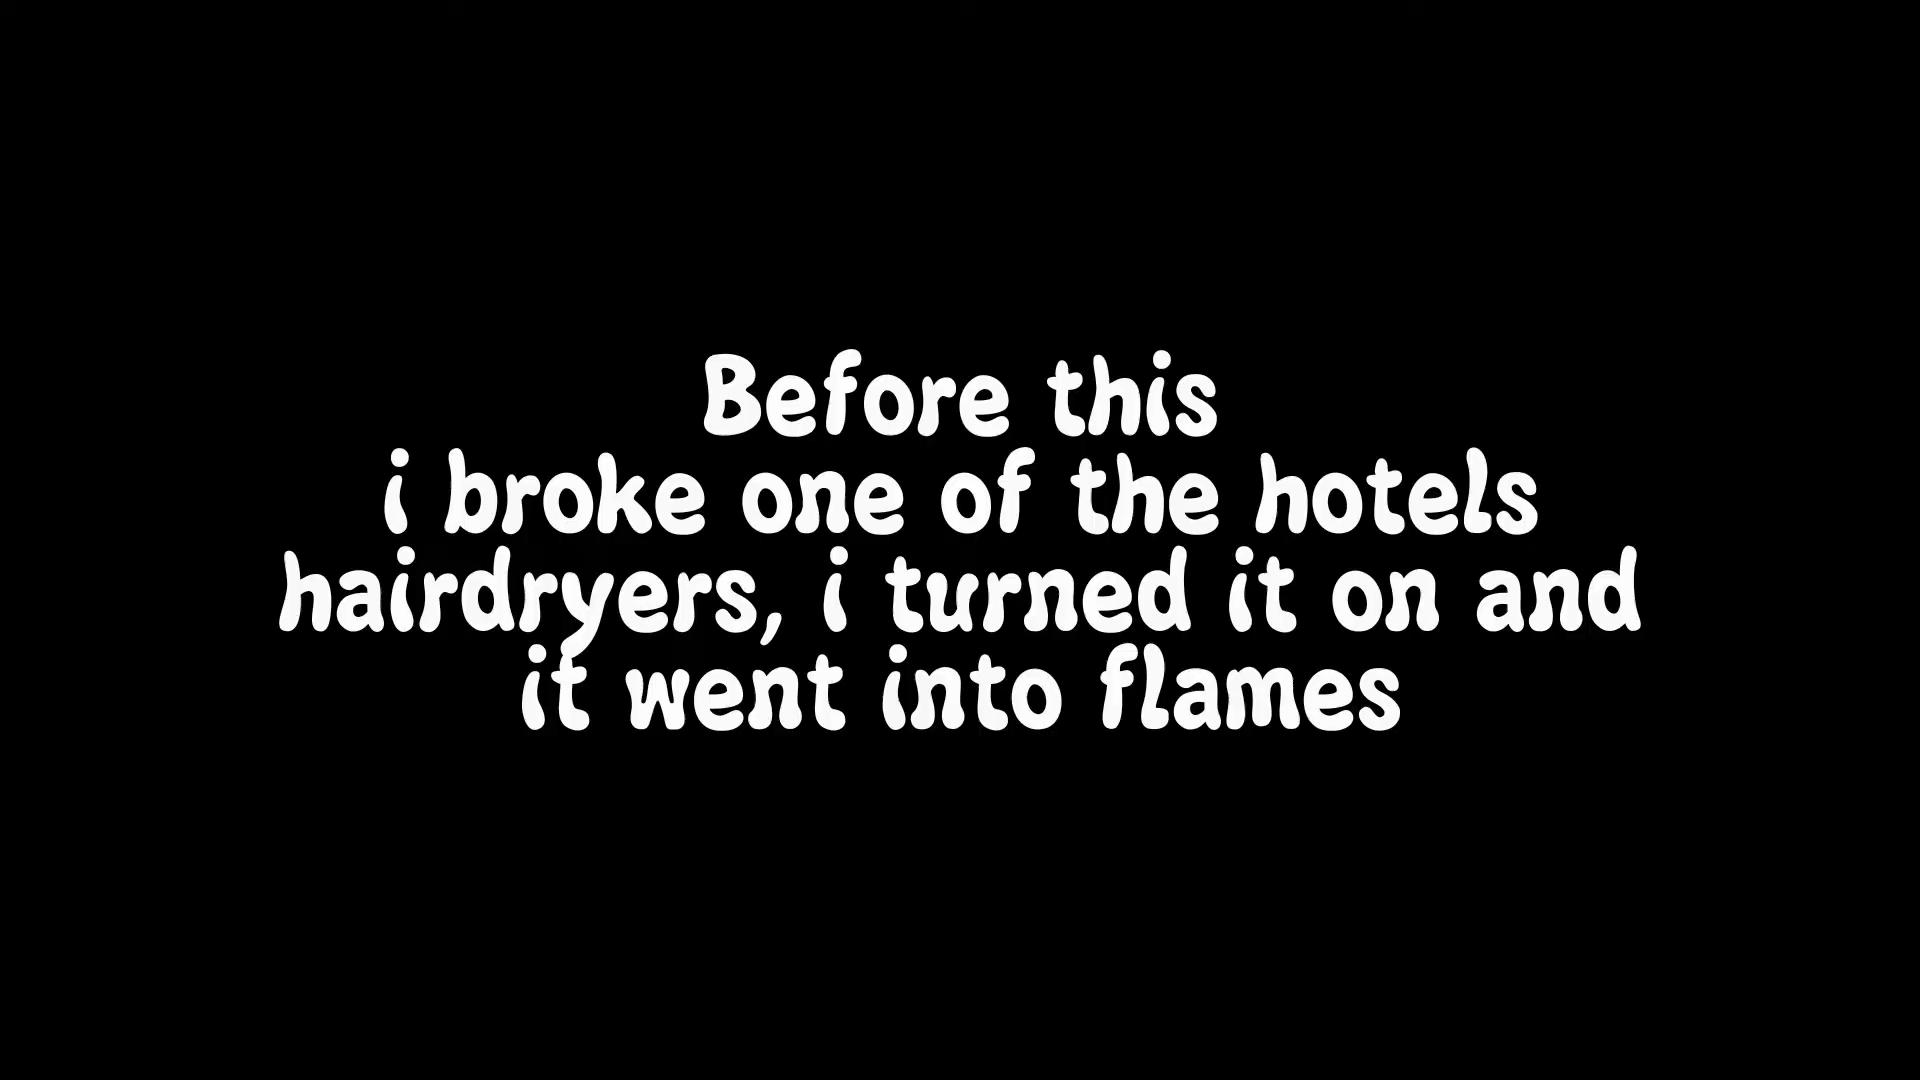 Before this
i broke one of the hotels
hairdryers, i turned it on and
it went into flames